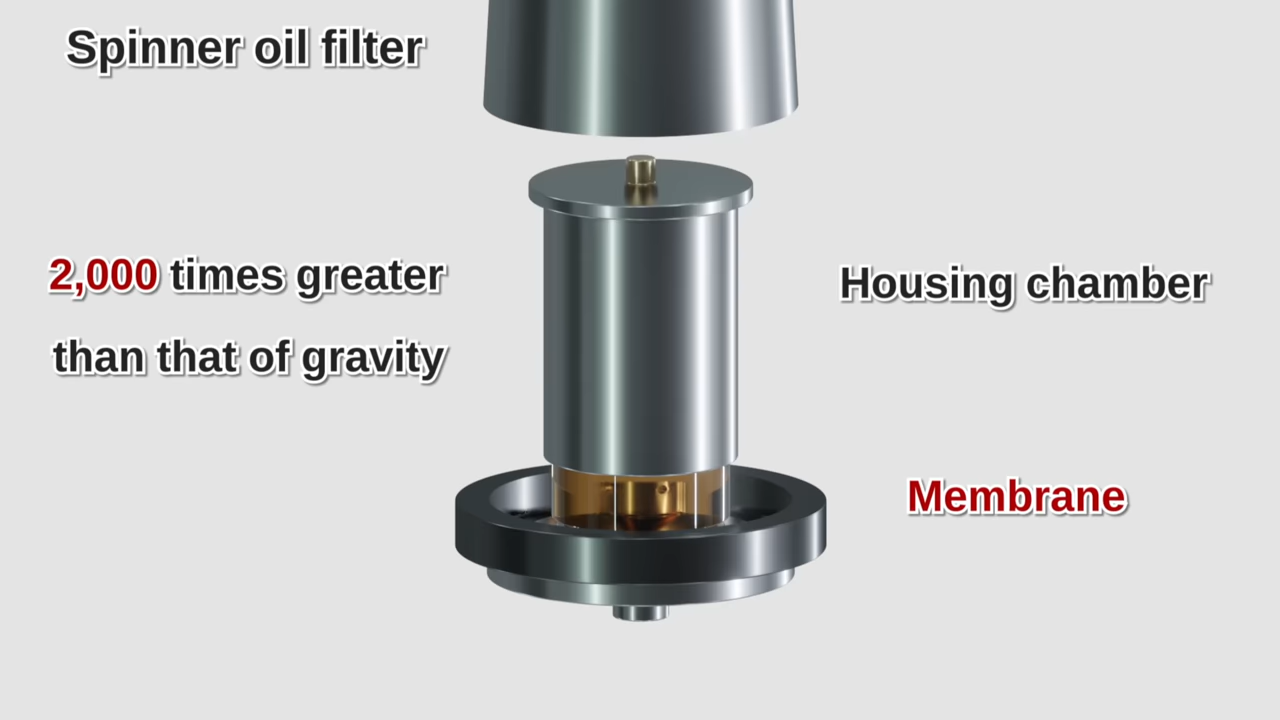 Spinner oil filter
2,000 times greater
than that of gravity
Housing chamber
Membrane